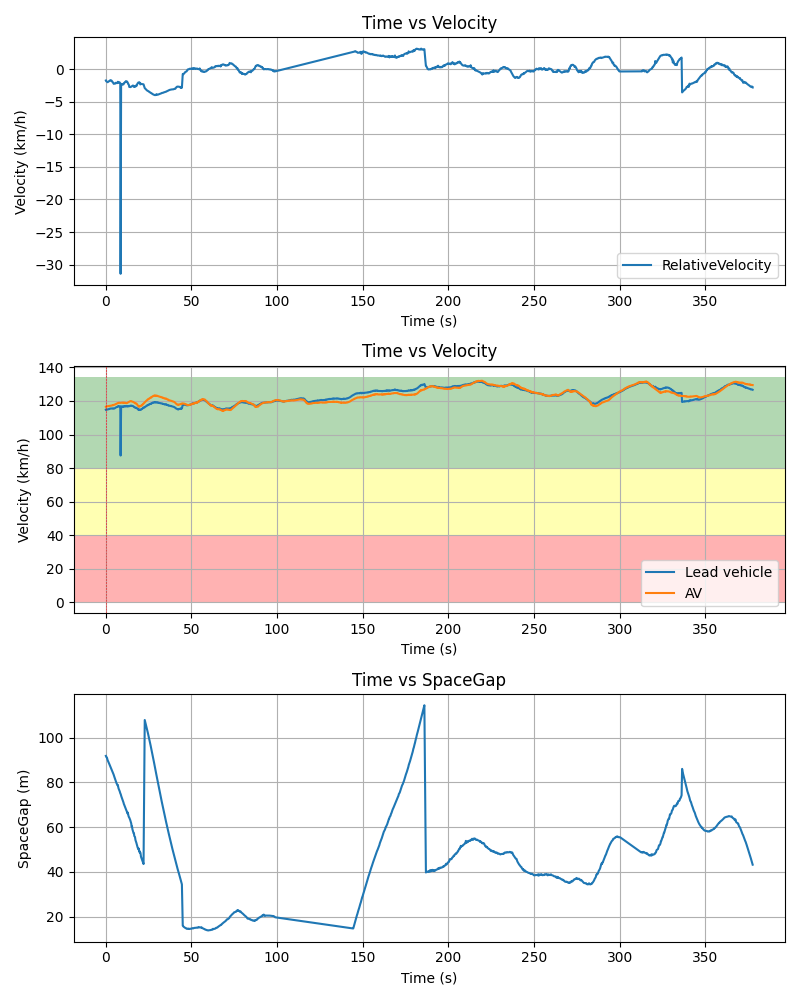 Time vs Velocity
Velocity (km/h)
0
−5
−10
−15
−20
−25
−30
RelativeVelocity
0 50 100 150 200 250 300 350
Time (s)
Time vs Velocity
Velocity (km/h)
140
120
100
80
60
40
20
0
Lead vehicle
AV
0 50 100 150 200 250 300 350
Time (s)
Time vs SpaceGap
SpaceGap (m)
100
80
60
40
20
0 50 100 150 200 250 300 350
Time (s)